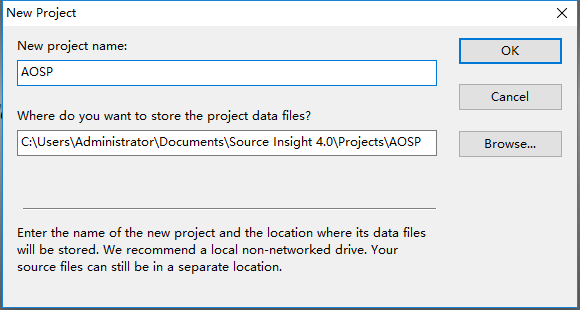 New Project
New project name:
OK
AOSP
Cancel
Where do you want to store the project data files?
C:\Users\Administrator\Documents\Source Insight 4.0\Projects\AOSP
Browse...
Enter the name of the new project and the location where its data files
will be stored. We recommend a local non-networked drive. Your
source files can still be in a separate location.